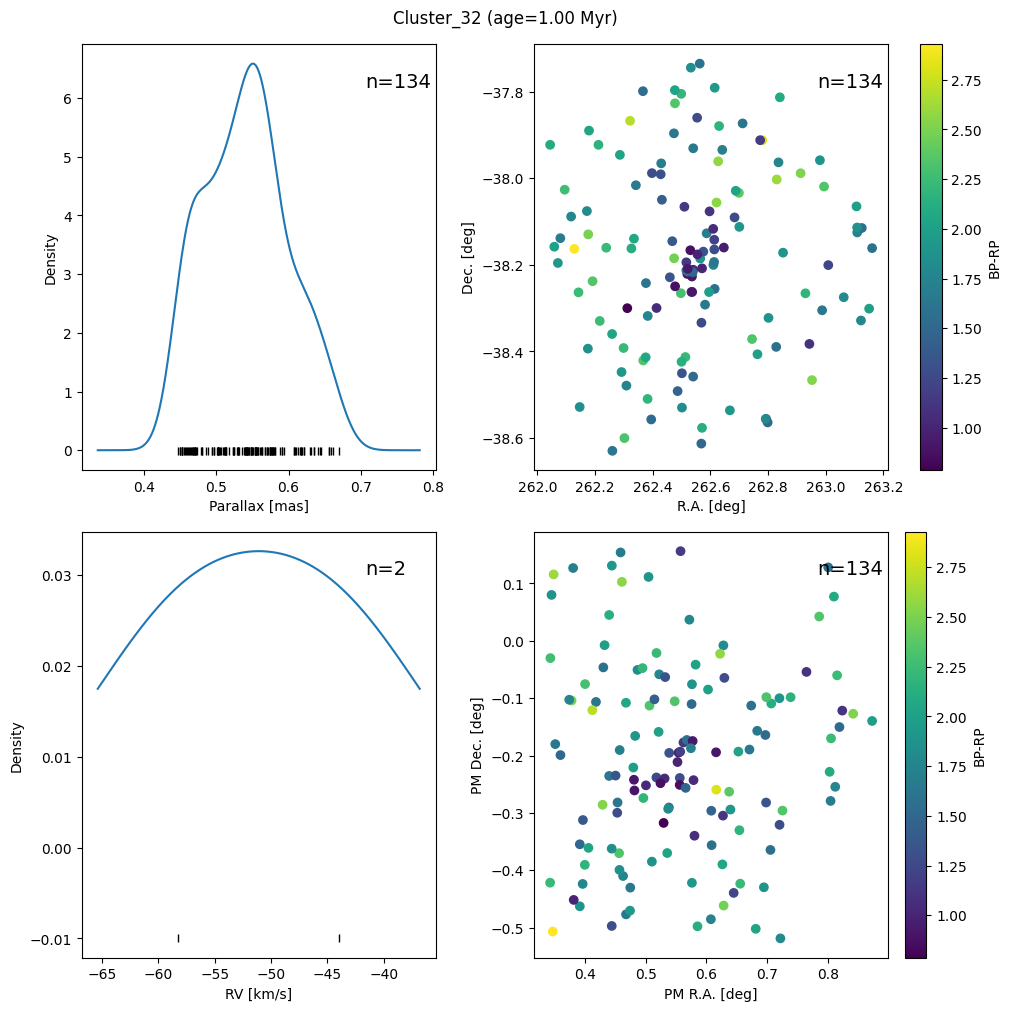 Cluster_32 (age=1.00 Myr)
n=134
Density
6
5
4
3
2
1
0
0.4 0.5 0.6 0.7 0.8
Parallax [mas]
n=134
Dec. [deg]
−37.8
−38.0
−38.2
−38.4
−38.6
262.0 262.2 262.4 262.6 262.8 263.0 263.2
R.A. [deg]
2.75
2.50
2.25
2.00
1.75
1.50
1.25
1.00
BP-RP
n=2
Density
0.03
0.02
0.01
0.00
−0.01
−65 −60 −55 −50 −45 −40
RV [km/s]
n=134
PM Dec. [deg]
0.1
0.0
−0.1
−0.2
−0.3
−0.4
−0.5
0.4 0.5 0.6 0.7 0.8
PM R.A. [deg]
2.75
2.50
2.25
2.00
1.75
1.50
1.25
1.00
BP-RP